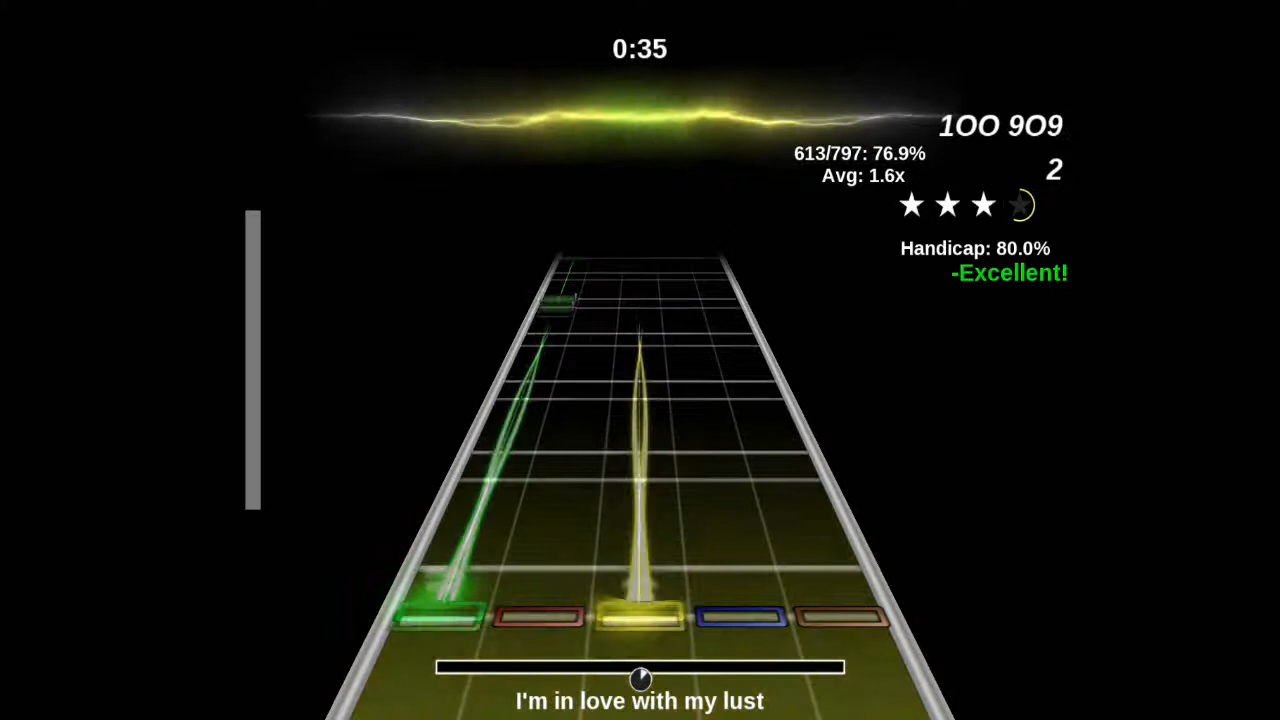 0:35
100 909
613/797: 76.9%
2
Avg: 1.6x
Handicap: 80.0%
-Excellent!
I'm in love with my lust